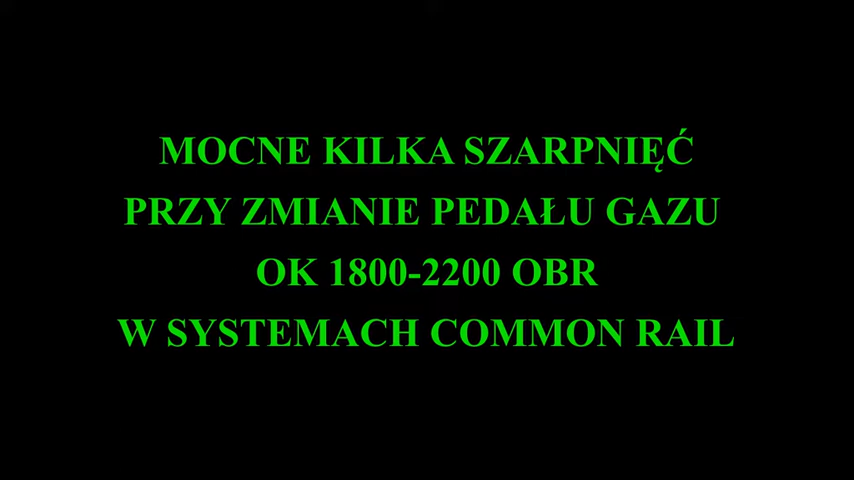 MOCNE KILKA SZARPNIĘĆ
PRZY ZMIANIE PEDAŁU GAZU
OK 1800-2200 OBR
W SYSTEMACH COMMON RAIL